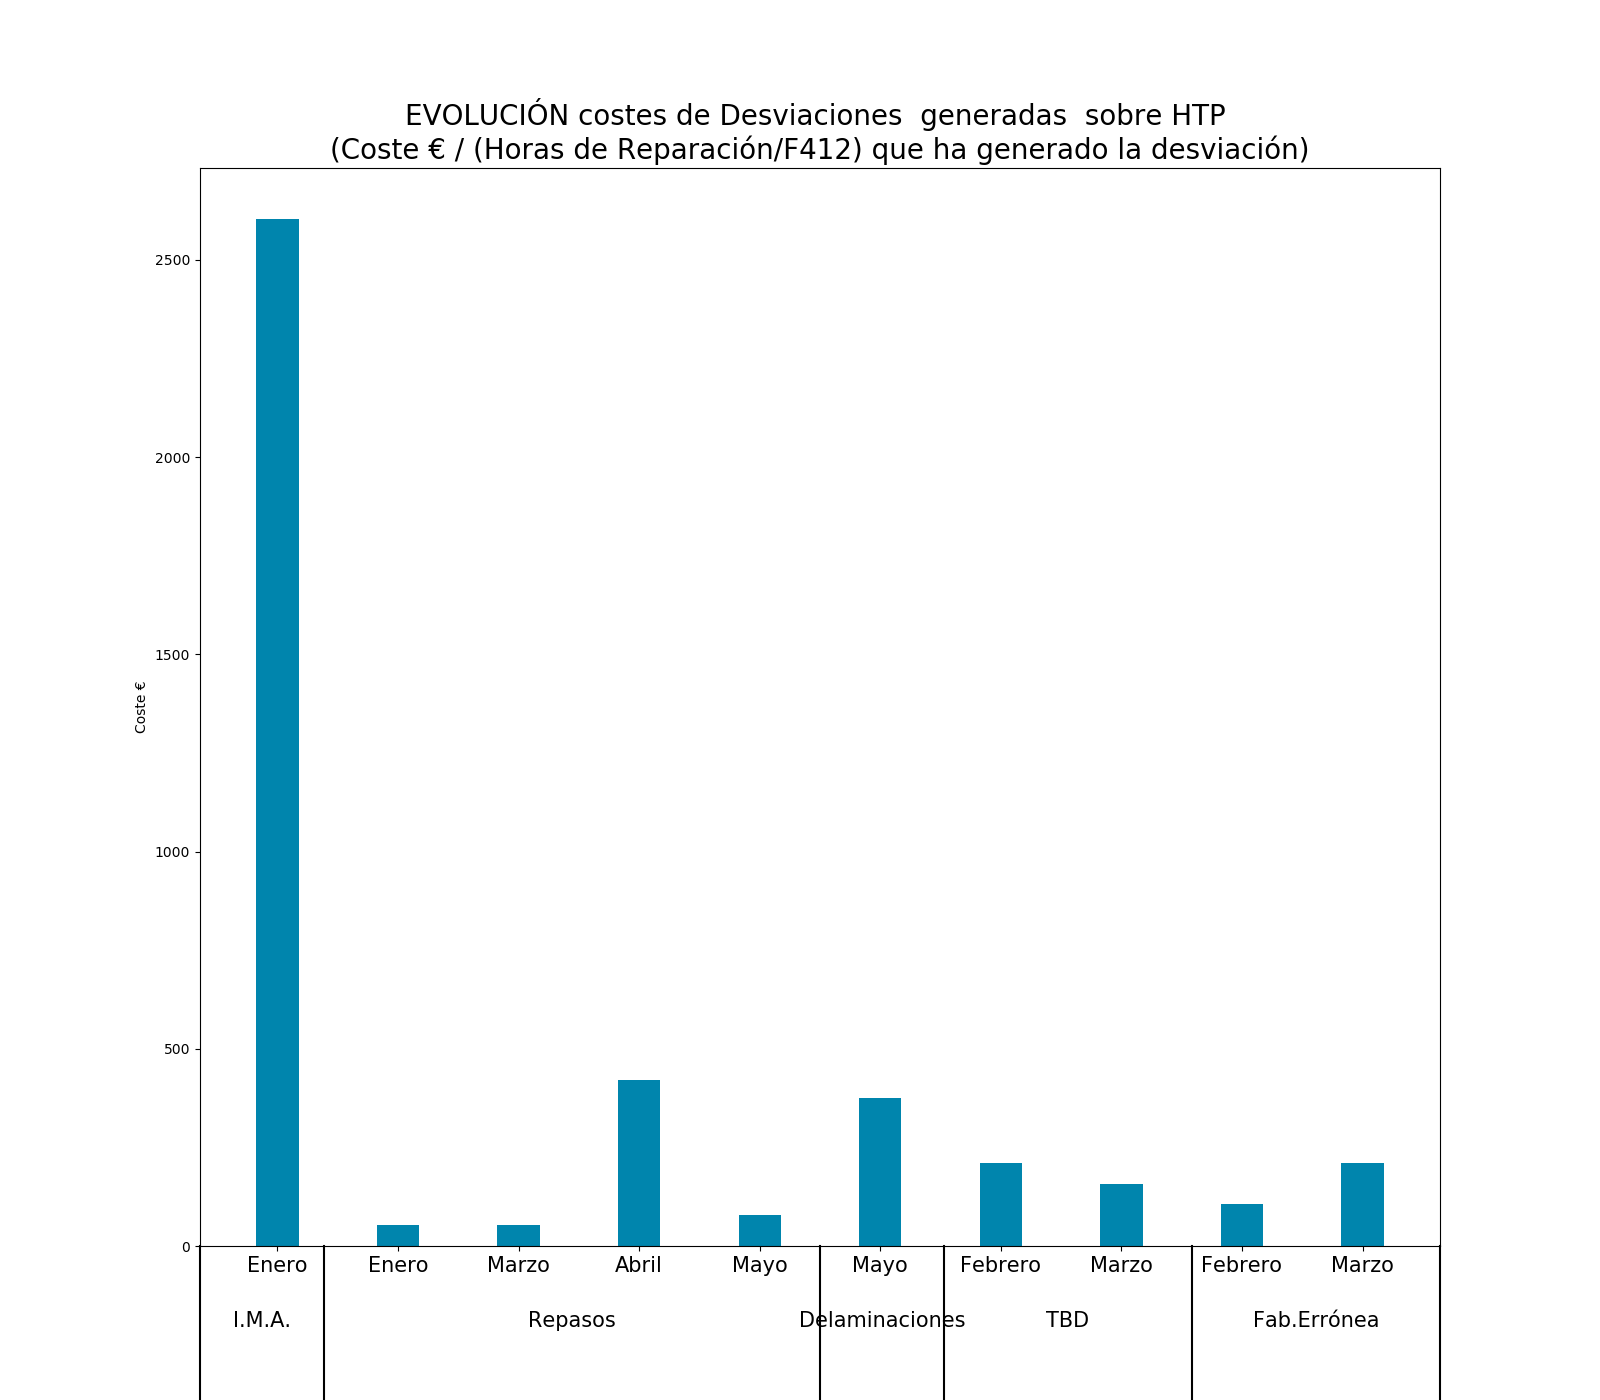 EVOLUCIÓN costes de Desviaciones  generadas  sobre HTP
(Coste € / (Horas de Reparación/F412) que ha generado la desviación)
2500
2000
1500
1000
500
0
Coste €
Enero Enero Marzo Abril Mayo Mayo Febrero Marzo Febrero Marzo
I.M.A. Repasos Delaminaciones TBD Fab.Errónea